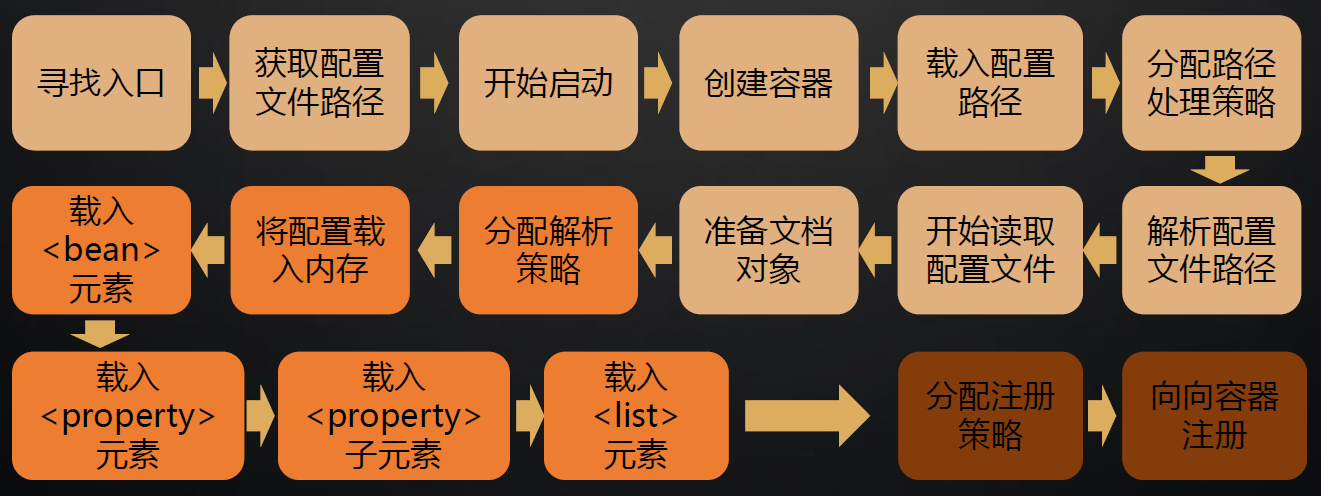 寻找入口
获取配置
文件路径
开始启动
创建容器
载入配置
路径
分配路径
处理策略
解析配置
文件路径
开始读取
配置文件
准备文档
对象
分配解析
策略
将配置载
入内存
载入
<bean>
元素
载入
<property>
元素
载入
<property>
子元素
载入
<list>
元素
分配注册
策略
向向容器
注册